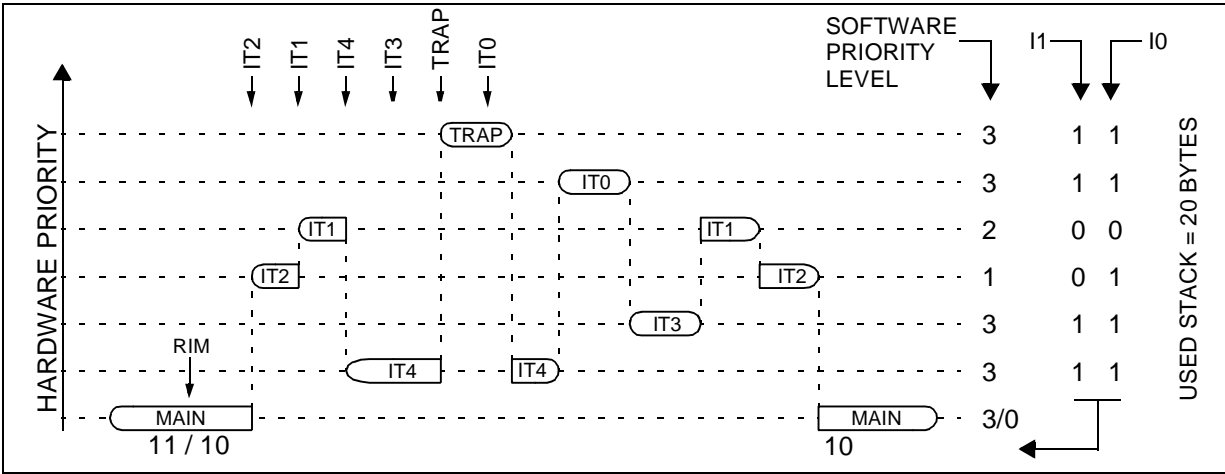 SOFTWARE
PRIORITY
LEVEL
I1
I0
IT2
IT1
IT4
IT3
TRAP
IT0
HARDWARE PRIORITY
USED STACK = 20 BYTES
TRAP
3
1 1
IT0
3
1 1
IT1
IT1
2
0 0
IT2
IT2
1
0 1
IT3
3
1 1
RIM
IT4
IT4
3
1 1
MAIN
MAIN
3/0
11 / 10
10